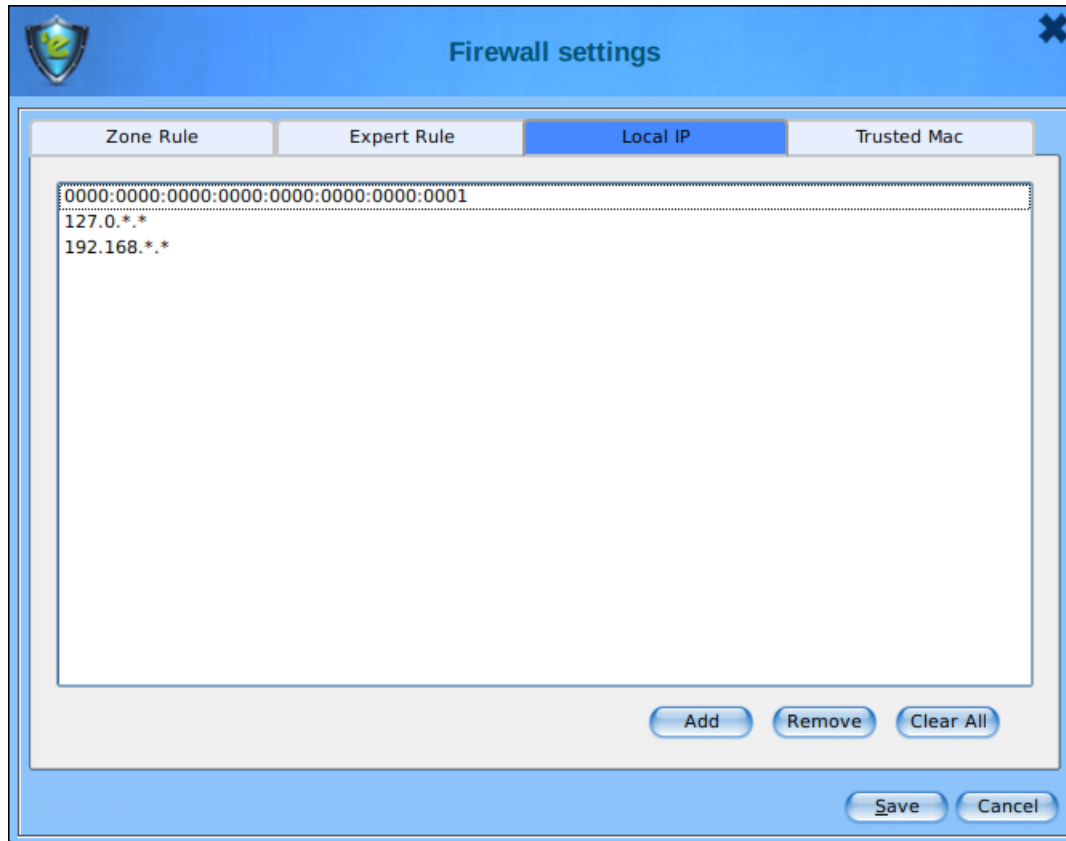 Firewall settings
Zone Rule
Expert Rule
Local IP
Trusted Mac
0000:0000:0000:0000:0000:0000:0000:0001
127.0.*.*
192.168.*.*
Add
Remove
Clear All
Save
Cancel